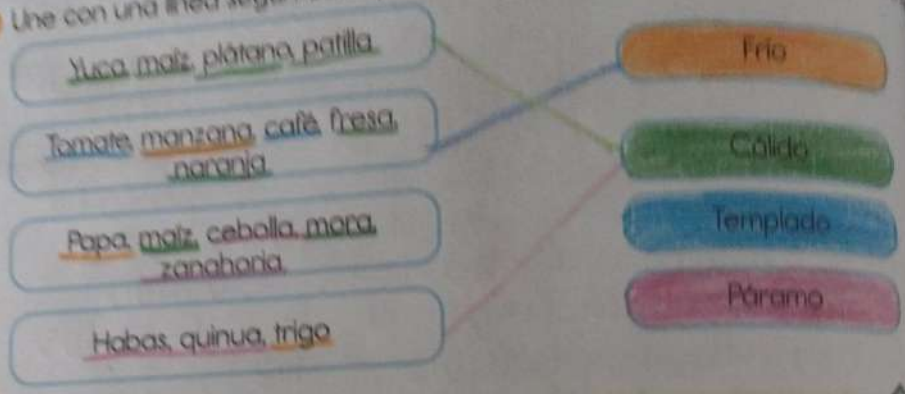 Une con una línea
Yuca, maíz, plátano, patilla
Frío
Tomate, manzana, café, fresa,
naranja
Cálido
Papa, maíz, cebolla, mora,
zanahoria
Templado
Habas, quinua, trigo
Páramo